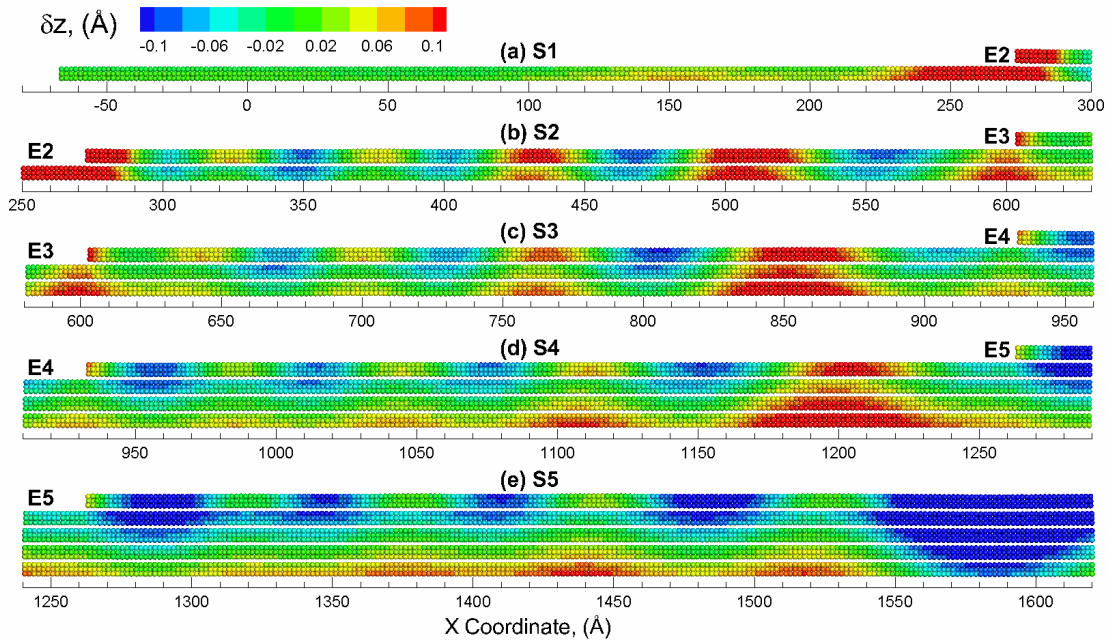 δz, (Å)
-0.1 -0.06 -0.02 0.02 0.06 0.1
(a) S1
E2
-50 0 50 100 150 200 250 300
(b) S2
E2
E3
250 300 350 400 450 500 550 600
(c) S3
E3
E4
600 650 700 750 800 850 900 950
(d) S4
E4
E5
950 1000 1050 1100 1150 1200 1250
(e) S5
E5
1250 1300 1350 1400 1450 1500 1550 1600
X Coordinate, (Å)